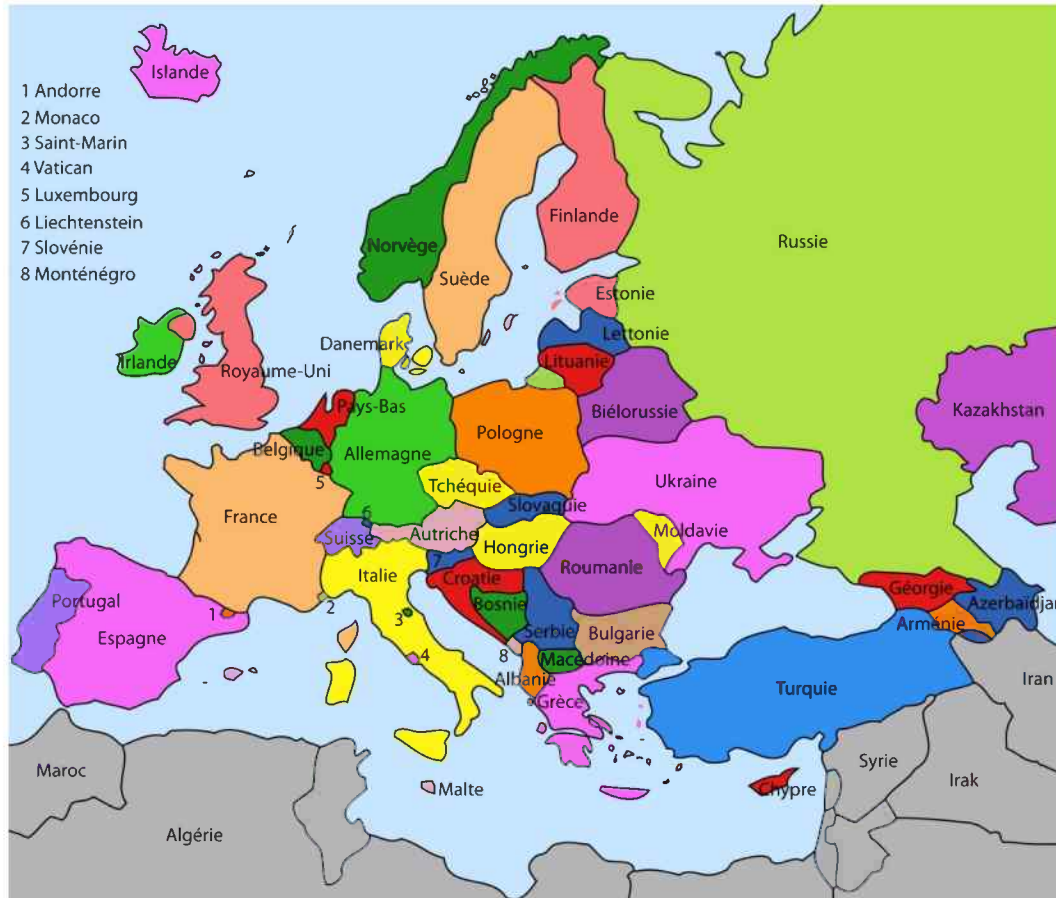 Islande
1 Andorre
2 Monaco
3 Saint-Marin
4 Vatican
5 Luxembourg
6 Liechtenstein
7 Slovénie
8 Monténégro
Norvège
Suède
Finlande
Russie
Estonie
Lettonie
Lituanie
Danemark
Irlande
Royaume-Uni
Pays-Bas
Belgique
Allemagne
Pologne
Biélorussie
Kazakhstan
5
Tchéquie
Ukraine
France
6
Suisse
Autriche
Slovaquie
Moldavie
7
Hongrie
Roumanie
Portugal
Espagne
1
2
Italie
3
4
Croatie
Bosnie
Serbie
Bulgarie
8
Macédoine
Albanie
Grèce
Géorgie
Arménie
Azerbaïdjan
Turquie
Iran
Maroc
Algérie
Malte
Chypre
Syrie
Irak